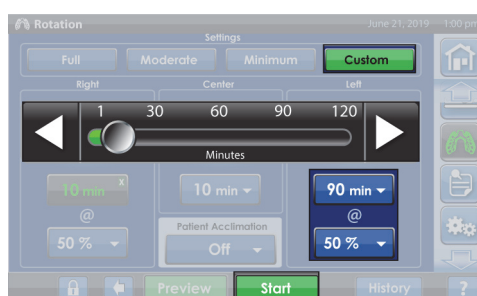 Rotation June 21, 2019 1:00 pm
Settings
Full Moderate Minimum Custom
Right Center Left
1 30 60 90 120
Minutes
10 min x 10 min 90 min
@ @
Patient Acclimation
50 % Off 50 %
Preview Start History ?